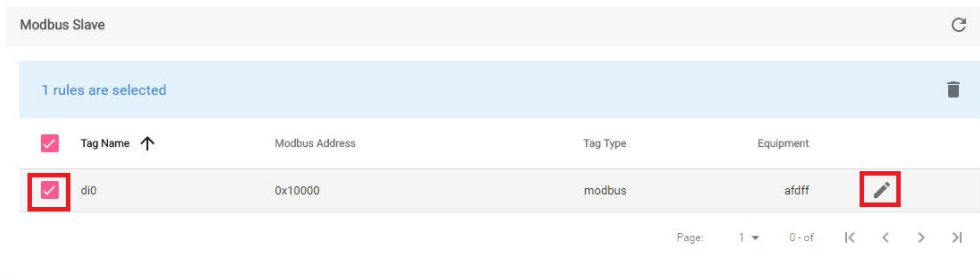 Modbus Slave
1 rules are selected
Tag Name Modbus Address Tag Type Equipment
di0 0x10000 modbus afdff
Page: 1 0 - of